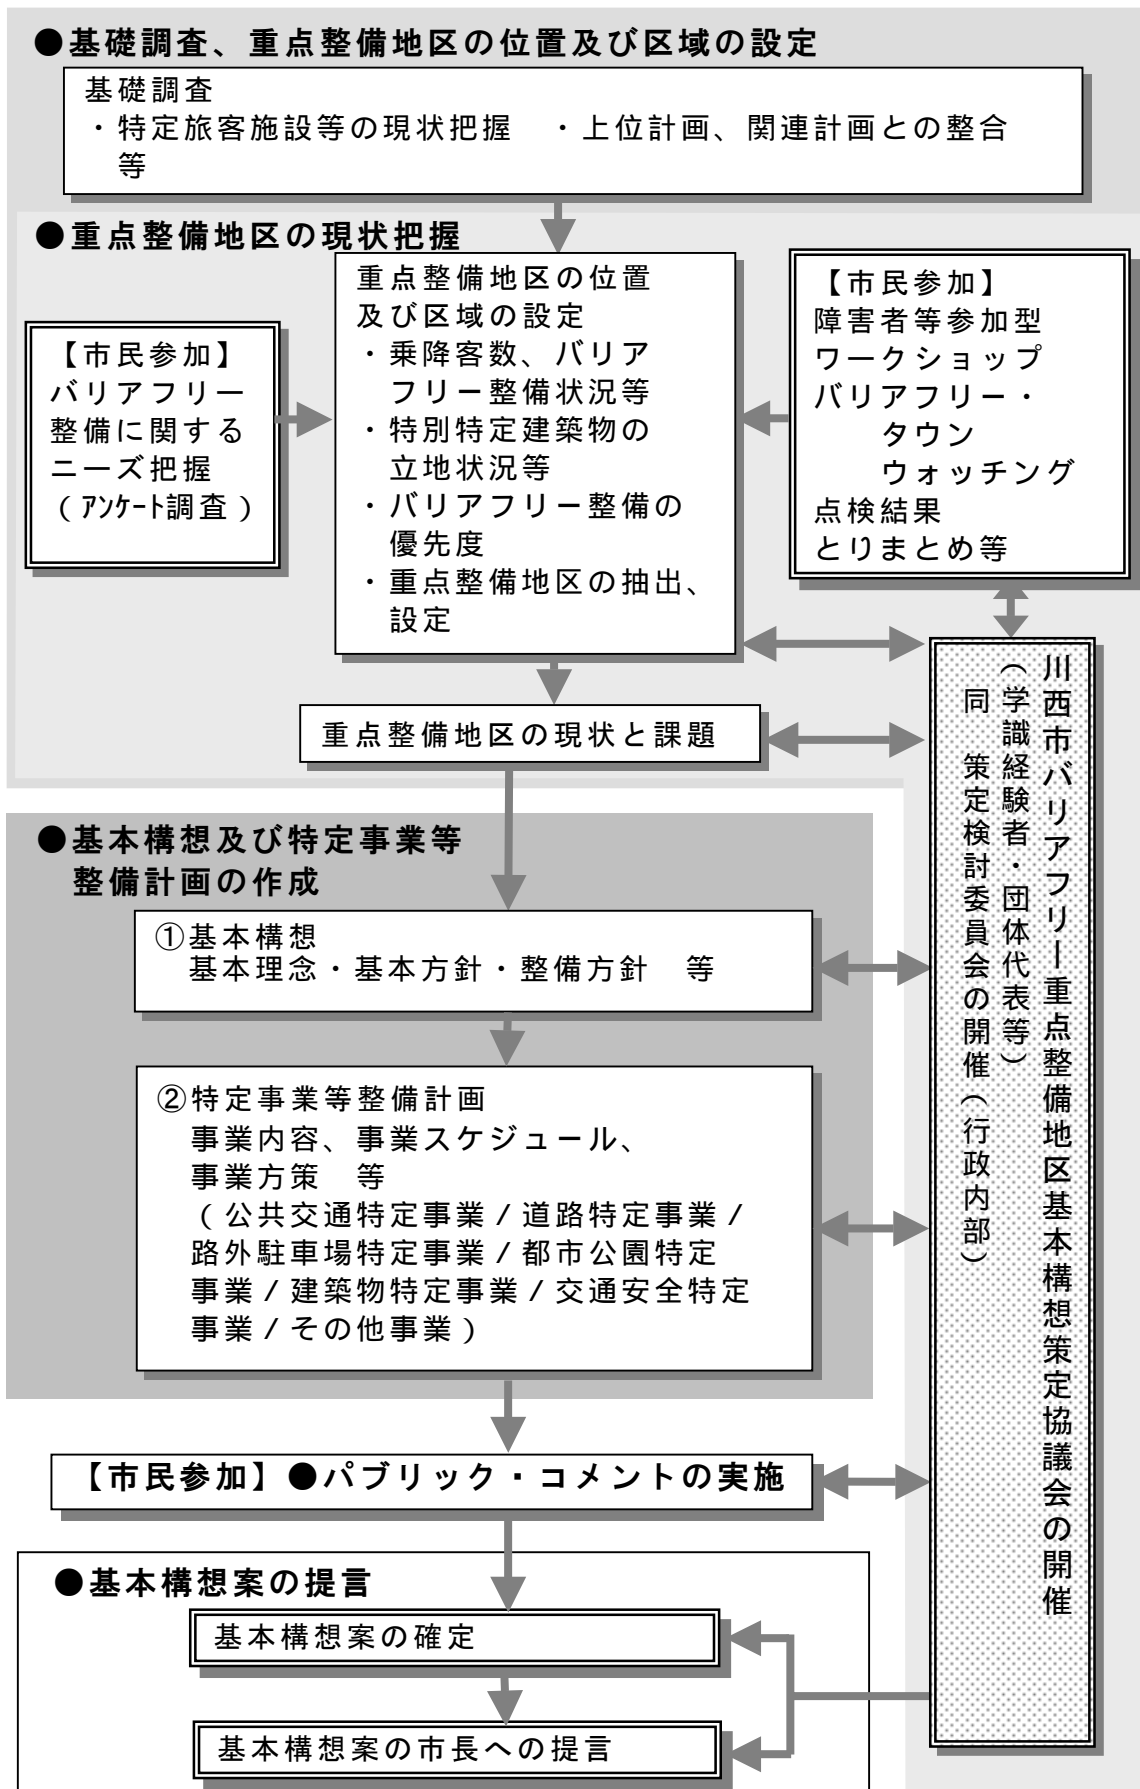 ●基礎調査、重点整備地区の位置及び区域の設定
基礎調査
・特定旅客施設等の現状把握　・上位計画、関連計画との整合
等
●重点整備地区の現状把握
【市民参加】
バリアフリー
整備に関する
ニーズ把握
（ｱﾝｹｰﾄ調査）
重点整備地区の位置
及び区域の設定
・乗降客数、バリア
フリー整備状況等
・特別特定建築物の
立地状況等
・バリアフリー整備の
優先度
・重点整備地区の抽出、
設定
【市民参加】
障害者等参加型
ワークショップ
バリアフリー・
タウン
ウォッチング
点検結果
とりまとめ等
重点整備地区の現状と課題
川西市バリアフリー重点整備地区基本構想策定協議会の開催
（学識経験者・団体代表等）
同　策定検討委員会の開催（行政内部）
●基本構想及び特定事業等
整備計画の作成
①基本構想
基本理念・基本方針・整備方針　等
②特定事業等整備計画
事業内容、事業スケジュール、
事業方策　等
（公共交通特定事業/道路特定事業/
路外駐車場特定事業/都市公園特定
事業/建築物特定事業/交通安全特定
事業/その他事業）
【市民参加】●パブリック・コメントの実施
●基本構想案の提言
基本構想案の確定
基本構想案の市長への提言